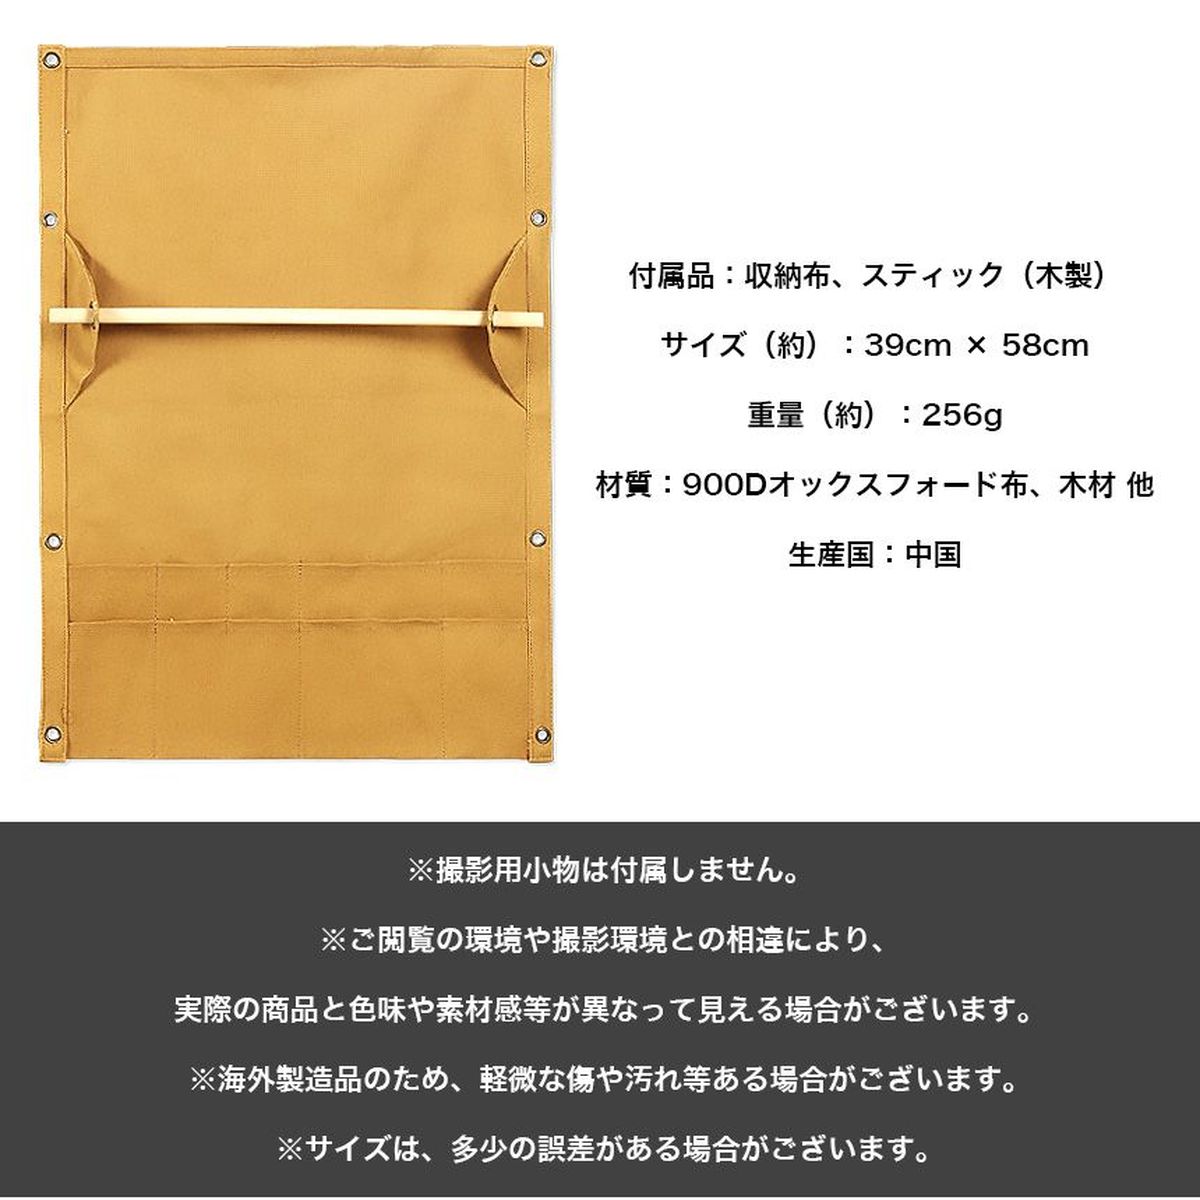 付属品：収納布、スティック（木製）
サイズ（約）：39cm × 58cm
重量（約）：256g
材質：900Dオックスフォード布、木材 他
生産国：中国
※撮影用小物は付属しません。
※ご閲覧の環境や撮影環境との相違により、
実際の商品と色味や素材感等が異なって見える場合がございます。
※海外製造品のため、軽微な傷や汚れ等ある場合がございます。
※サイズは、多少の誤差がある場合がございます。